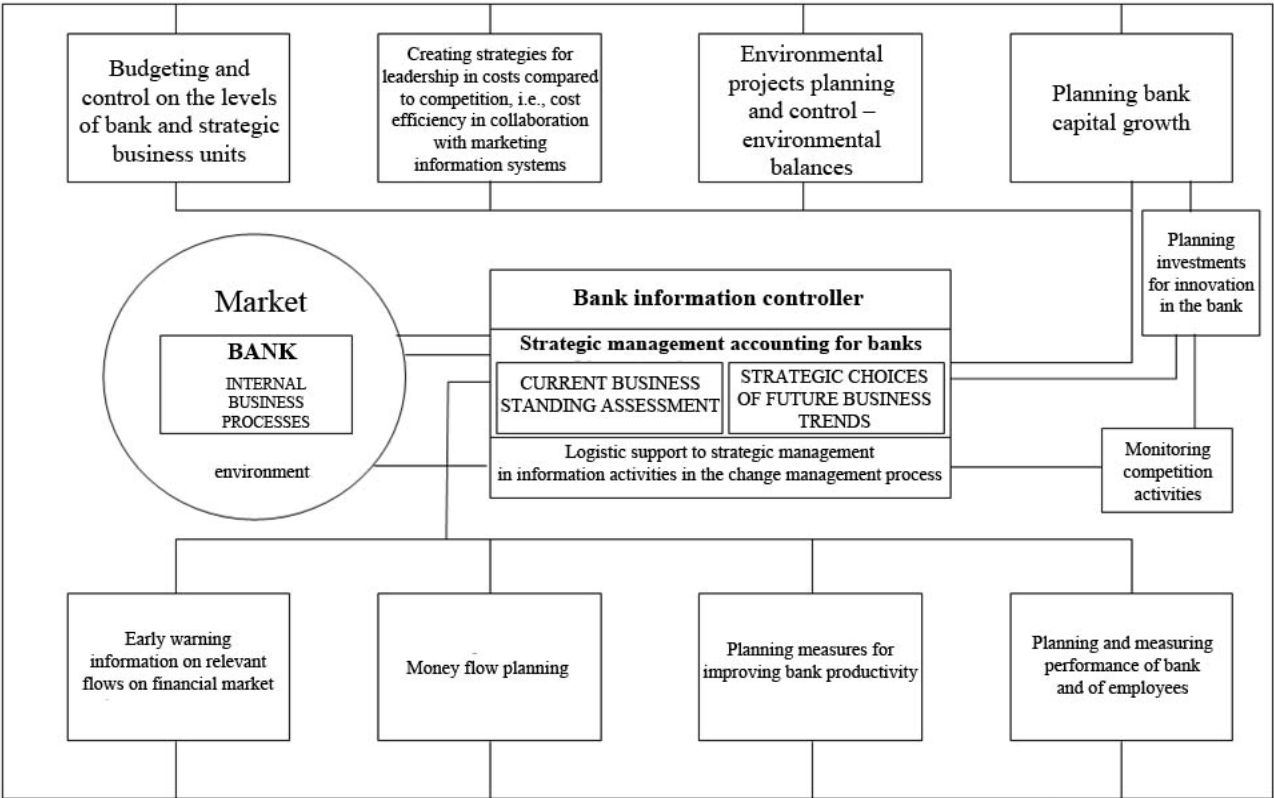 Budgeting and
control on the levels
of bank and strategic
business units
Creating strategies for
leadership in costs compared
to competition, i.e., cost
efficiency in collaboration
with marketing
information systems
Environmental
projects planning
and control –
environmental
balances
Planning bank
capital growth
Planning
investments
for innovation
in the bank
Market
BANK
INTERNAL
BUSINESS
PROCESSES
environment
Bank information controller
Strategic management accounting for banks
CURRENT BUSINESS
STANDING ASSESSMENT
STRATEGIC CHOICES
OF FUTURE BUSINESS
TRENDS
Logistic support to strategic management
in information activities in the change management process
Monitoring
competition
activities
Early warning
information on relevant
flows on financial market
Money flow planning
Planning measures for
improving bank productivity
Planning and measuring
performance of bank
and of employees